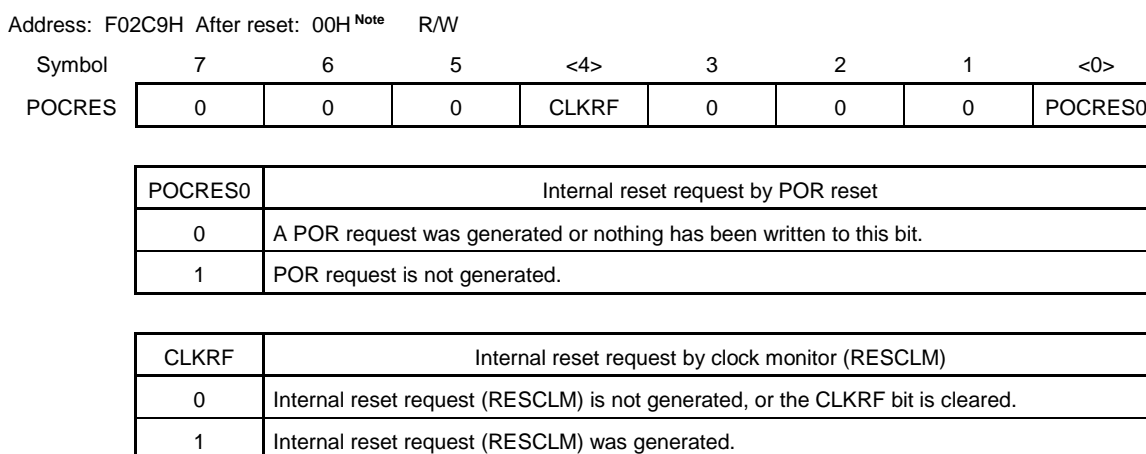 Address: F02C9H After reset: 00H Note R/W
Symbol 7 6 5 <4> 3 2 1 <0>
POCRES 0 0 0 CLKRF 0 0 0 POCRES0
POCRES0 Internal reset request by POR reset
0 A POR request was generated or nothing has been written to this bit.
1 POR request is not generated.
CLKRF Internal reset request by clock monitor (RESCLM)
0 Internal reset request (RESCLM) is not generated, or the CLKRF bit is cleared.
1 Internal reset request (RESCLM) was generated.